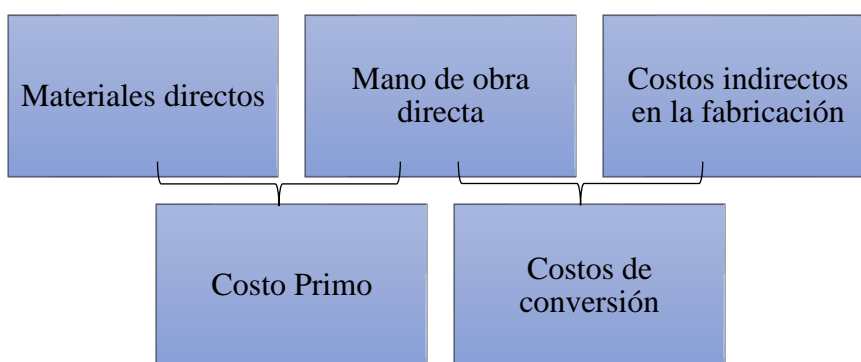 Materiales directos
Mano de obra
directa
Costos indirectos
en la fabricación
Costo Primo
Costos de
conversión